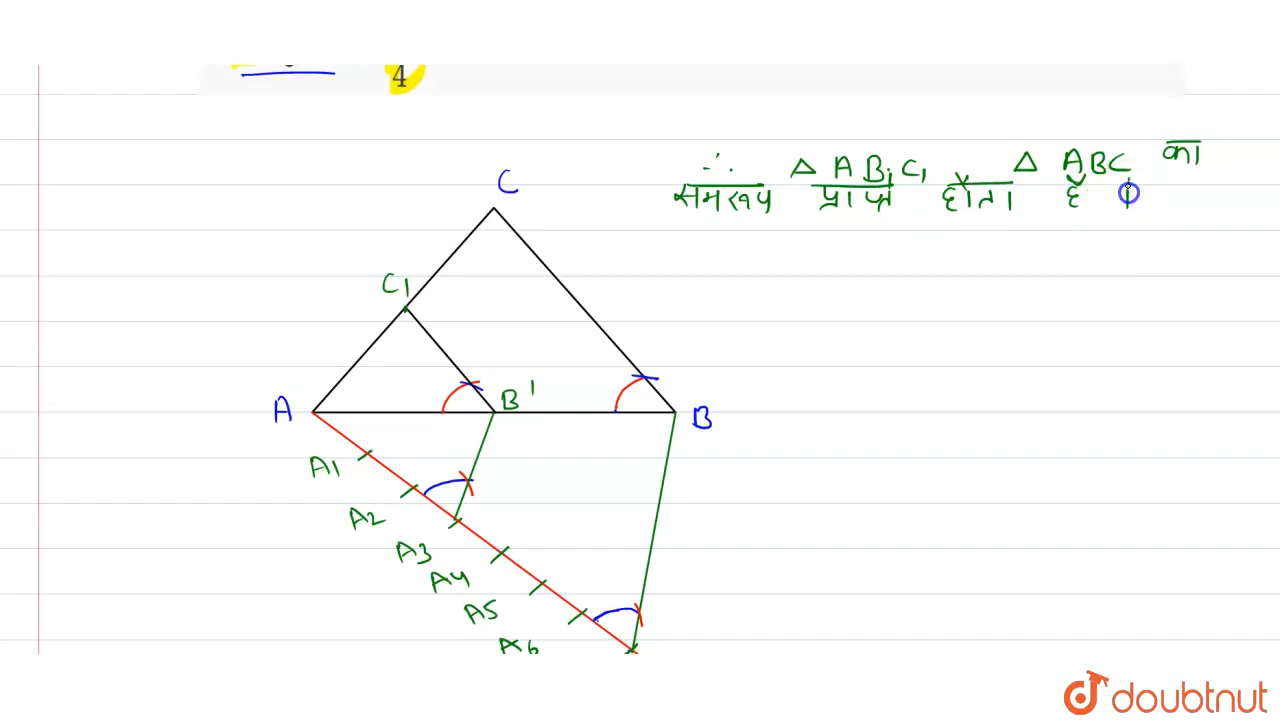 4
∴ △ AB₁C₁ △ ABC का
समरूप प्राप्त होता है।
C
C1
A
B'
B
A1
A2
A3
A4
A5
A6
doubtnut